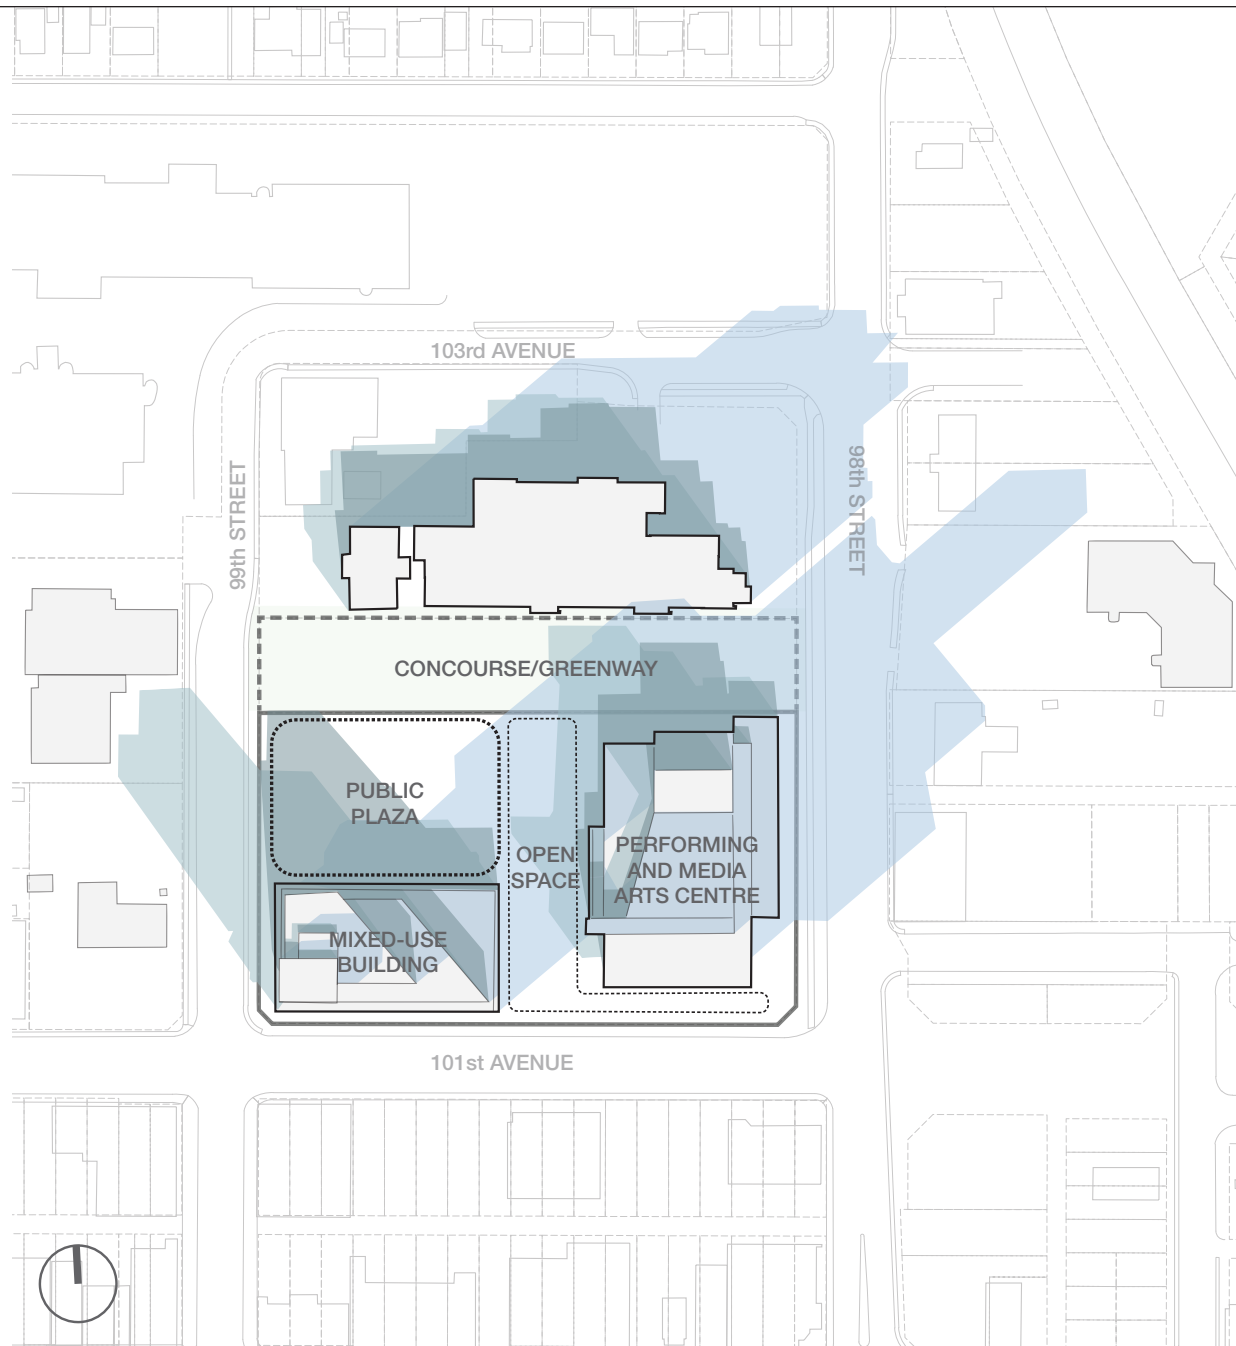 103rd AVENUE
99th STREET
98th STREET
CONCOURSE/GREENWAY
PUBLIC
PLAZA
OPEN
SPACE
PERFORMING
AND MEDIA
ARTS CENTRE
MIXED-USE
BUILDING
101st AVENUE